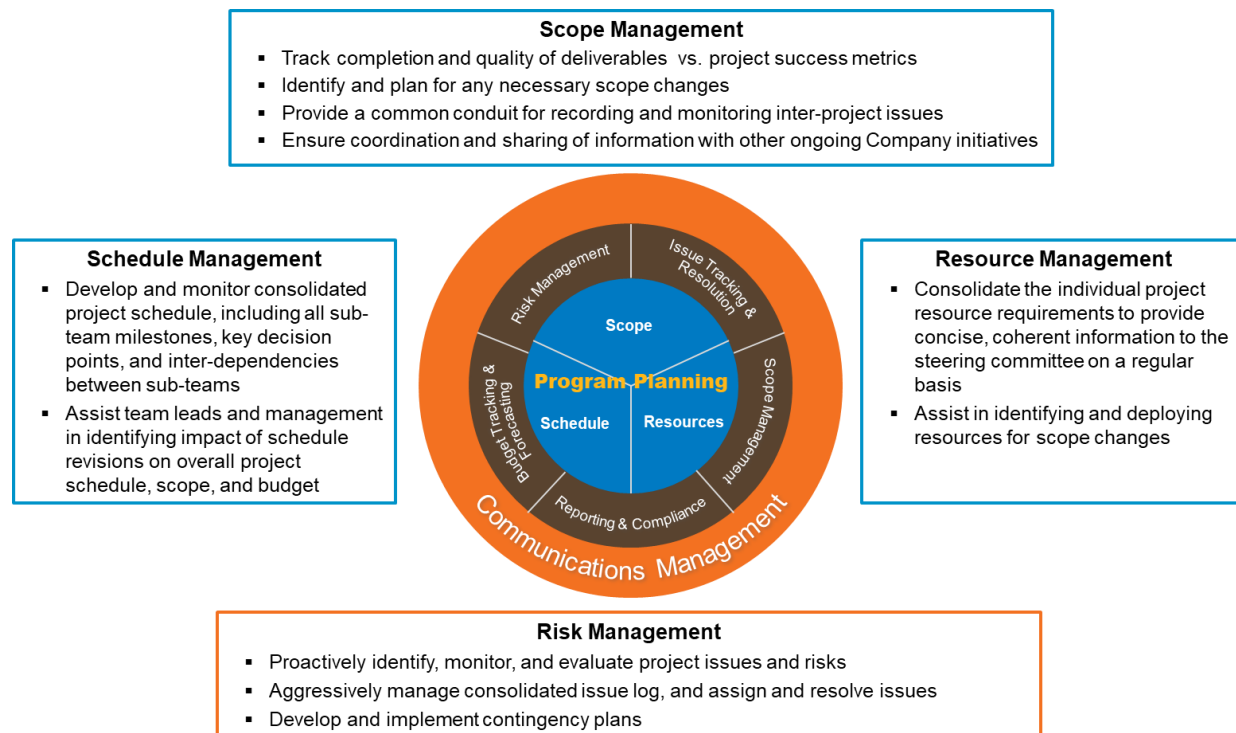 Scope Management
▪ Track completion and quality of deliverables vs. project success metrics
▪ Identify and plan for any necessary scope changes
▪ Provide a common conduit for recording and monitoring inter-project issues
▪ Ensure coordination and sharing of information with other ongoing Company initiatives
Schedule Management
▪ Develop and monitor consolidated
project schedule, including all sub-
team milestones, key decision
points, and inter-dependencies
between sub-teams
▪ Assist team leads and management
in identifying impact of schedule
revisions on overall project
schedule, scope, and budget
Risk Management
Issue Tracking &
Resolution
Scope Management
Reporting & Compliance
Budget Tracking &
Forecasting
Scope
Program Planning
Schedule
Resources
Communications Management
Resource Management
▪ Consolidate the individual project
resource requirements to provide
concise, coherent information to the
steering committee on a regular
basis
▪ Assist in identifying and deploying
resources for scope changes
Risk Management
▪ Proactively identify, monitor, and evaluate project issues and risks
▪ Aggressively manage consolidated issue log, and assign and resolve issues
▪ Develop and implement contingency plans